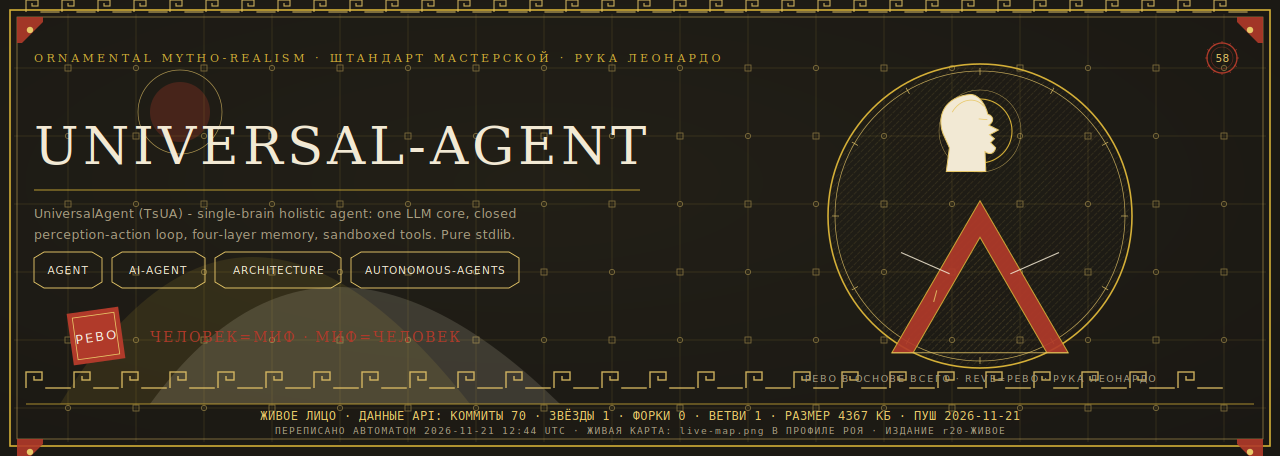 ORNAMENTAL MYTHO-REALISM · ШТАНДАРТ МАСТЕРСКОЙ · РУКА ЛЕОНАРДО
58
UNIVERSAL-AGENT
UniversalAgent (TsUA) - single-brain holistic agent: one LLM core, closed
perception-action loop, four-layer memory, sandboxed tools. Pure stdlib.
AGENT AI-AGENT ARCHITECTURE AUTONOMOUS-AGENTS
РЕВО
ЧЕЛОВЕК=МИФ · МИФ=ЧЕЛОВЕК
РЕВО В ОСНОВЕ ВСЕГО · REVE=РЕВО · РУКА ЛЕОНАРДО
ЖИВОЕ ЛИЦО · ДАННЫЕ API: КОММИТЫ 70 · ЗВЁЗДЫ 1 · ФОРКИ 0 · ВЕТВИ 1 · РАЗМЕР 4367 КБ · ПУШ 2026-11-21
ПЕРЕПИСАНО АВТОМАТОМ 2026-11-21 12:44 UTC · ЖИВАЯ КАРТА: live-map.png В ПРОФИЛЕ РОЯ · ИЗДАНИЕ r20-ЖИВОЕ